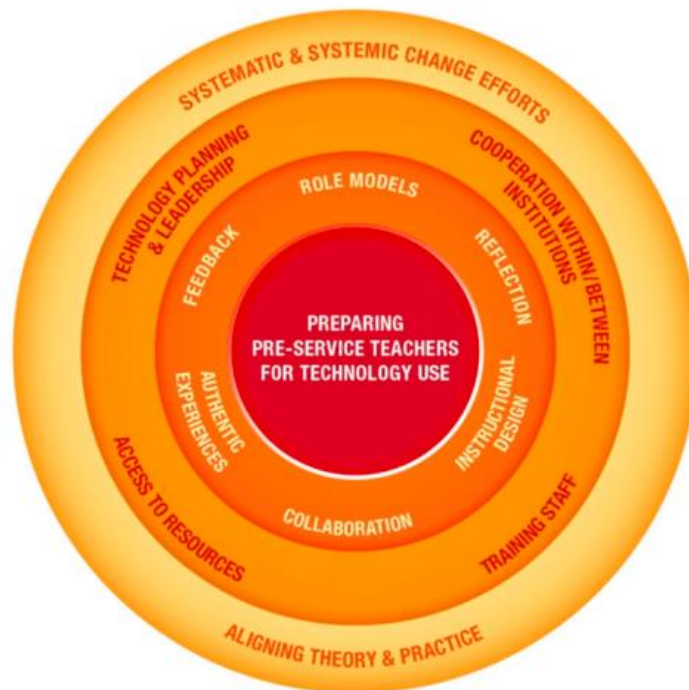 SYSTEMATIC & SYSTEMIC CHANGE EFFORTS
TECHNOLOGY PLANNING
& LEADERSHIP
COOPERATION WITHIN/BETWEEN
INSTITUTIONS
ROLE MODELS
FEEDBACK
REFLECTION
PREPARING
PRE-SERVICE TEACHERS
FOR TECHNOLOGY USE
AUTHENTIC
EXPERIENCES
INSTRUCTIONAL
DESIGN
COLLABORATION
ACCESS TO RESOURCES
TRAINING STAFF
ALIGNING THEORY & PRACTICE